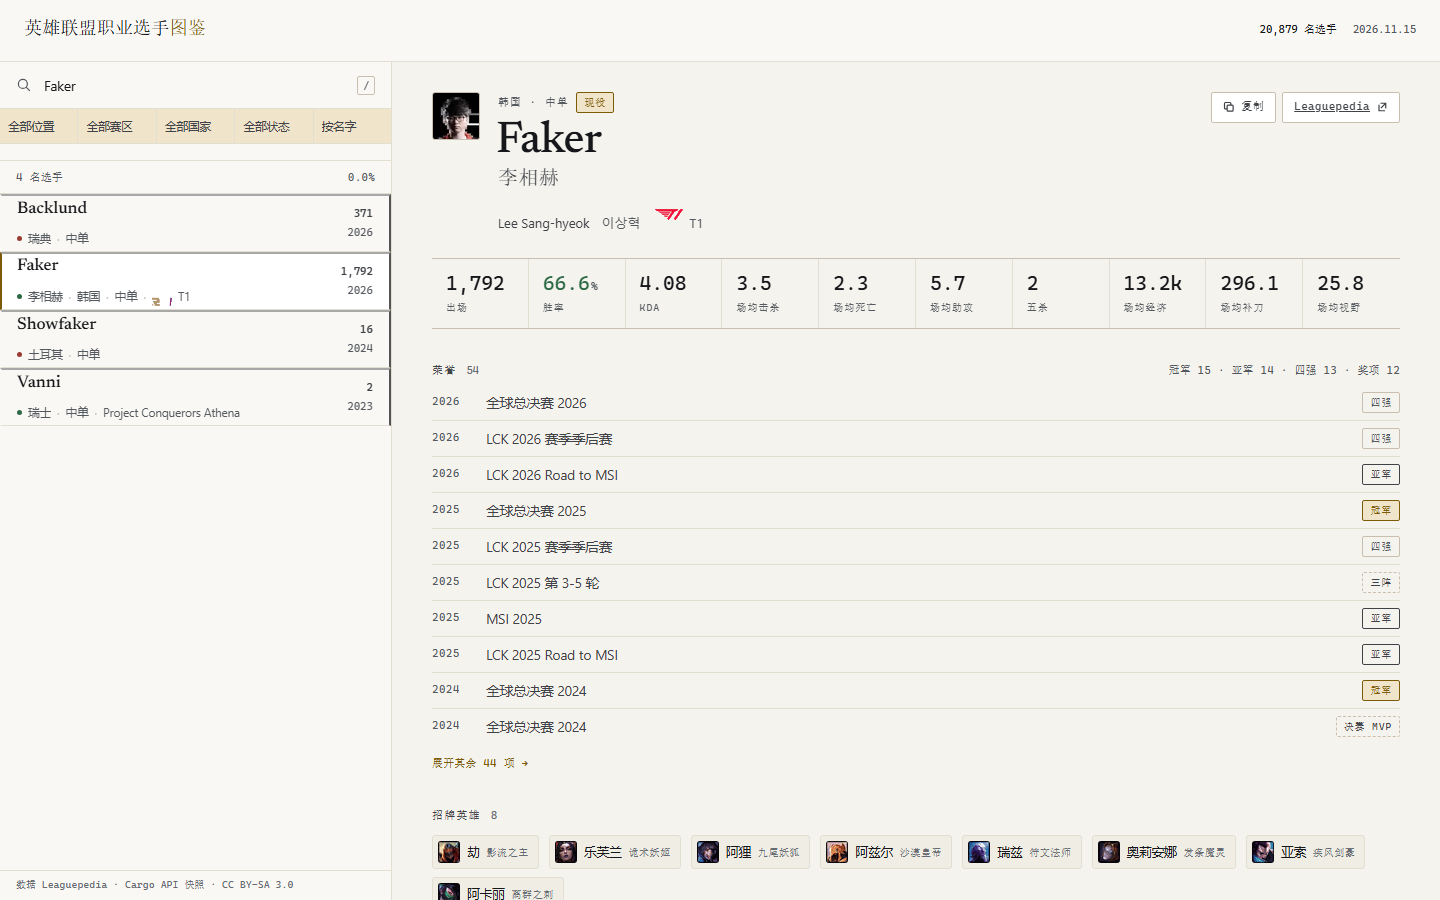 英雄联盟职业选手图鉴
20,879 名选手 2026.11.15
Faker /
全部位置 全部赛区 全部国家 全部状态 按名字
4 名选手 0.0%
Backlund 371
瑞典 · 中单 2026
Faker 1,792
李相赫 · 韩国 · 中单 · T1 2026
Showfaker 16
土耳其 · 中单 2024
Vanni 2
瑞士 · 中单 · Project Conquerors Athena 2023
数据 Leaguepedia · Cargo API 快照 · CC BY-SA 3.0
韩国 · 中单 现役
复制 Leaguepedia
Faker
李相赫
Lee Sang-hyeok 이상혁 T1
1,792 66.6% 4.08 3.5 2.3 5.7 2 13.2k 296.1 25.8
出场 胜率 KDA 场均击杀 场均死亡 场均助攻 五杀 场均经济 场均补刀 场均视野
荣誉 54 冠军 15 · 亚军 14 · 四强 13 · 奖项 12
2026 全球总决赛 2026 四强
2026 LCK 2026 赛季季后赛 四强
2026 LCK 2026 Road to MSI 亚军
2025 全球总决赛 2025 冠军
2025 LCK 2025 赛季季后赛 四强
2025 LCK 2025 第 3-5 轮 三阵
2025 MSI 2025 亚军
2025 LCK 2025 Road to MSI 亚军
2024 全球总决赛 2024 冠军
2024 全球总决赛 2024 决赛 MVP
展开其余 44 项 →
招牌英雄 8
劫 影流之主 乐芙兰 诡术妖姬 阿狸 九尾妖狐 阿兹尔 沙漠皇帝 瑞兹 符文法师 奥莉安娜 发条魔灵 亚索 疾风剑豪
阿卡丽 离群之刺